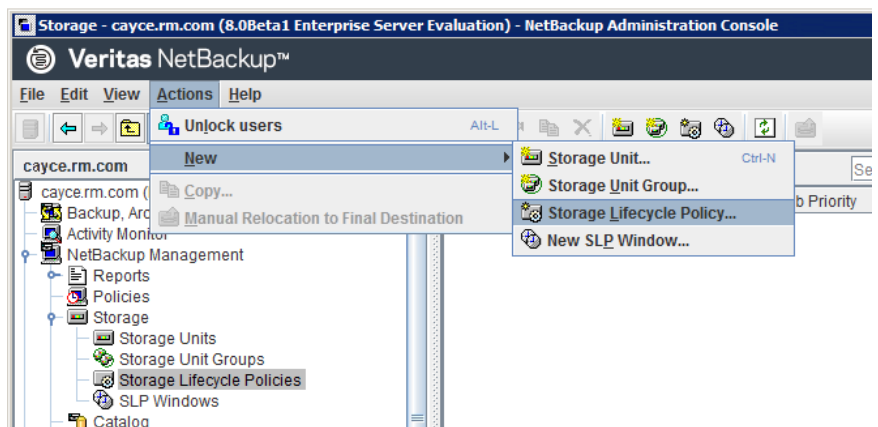 Storage - cayce.rm.com (8.0Beta1 Enterprise Server Evaluation) - NetBackup Administration Console
Veritas NetBackup™
File Edit View Actions Help
Unlock users Alt-L
New
Copy...
Manual Relocation to Final Destination
Storage Unit... Ctrl-N
Storage Unit Group...
Storage Lifecycle Policy...
New SLP Window...
Se
b Priority
cayce.rm.com
cayce.rm.com (
Backup, Arc
Activity Monitor
NetBackup Management
Reports
Policies
Storage
Storage Units
Storage Unit Groups
Storage Lifecycle Policies
SLP Windows
Catalog